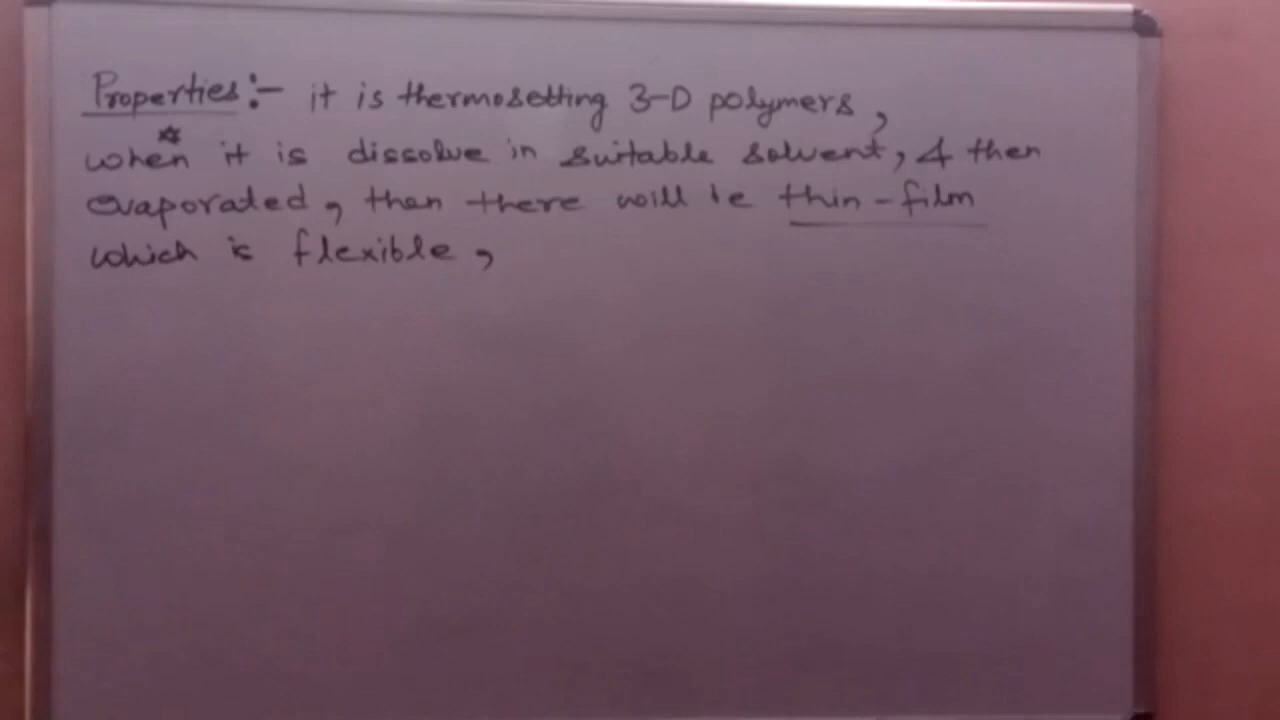 Properties:- it is thermosetting 3-D polymers,
when it is dissolve in suitable solvent, & then
evaporated, then there will be thin-film
which is flexible,